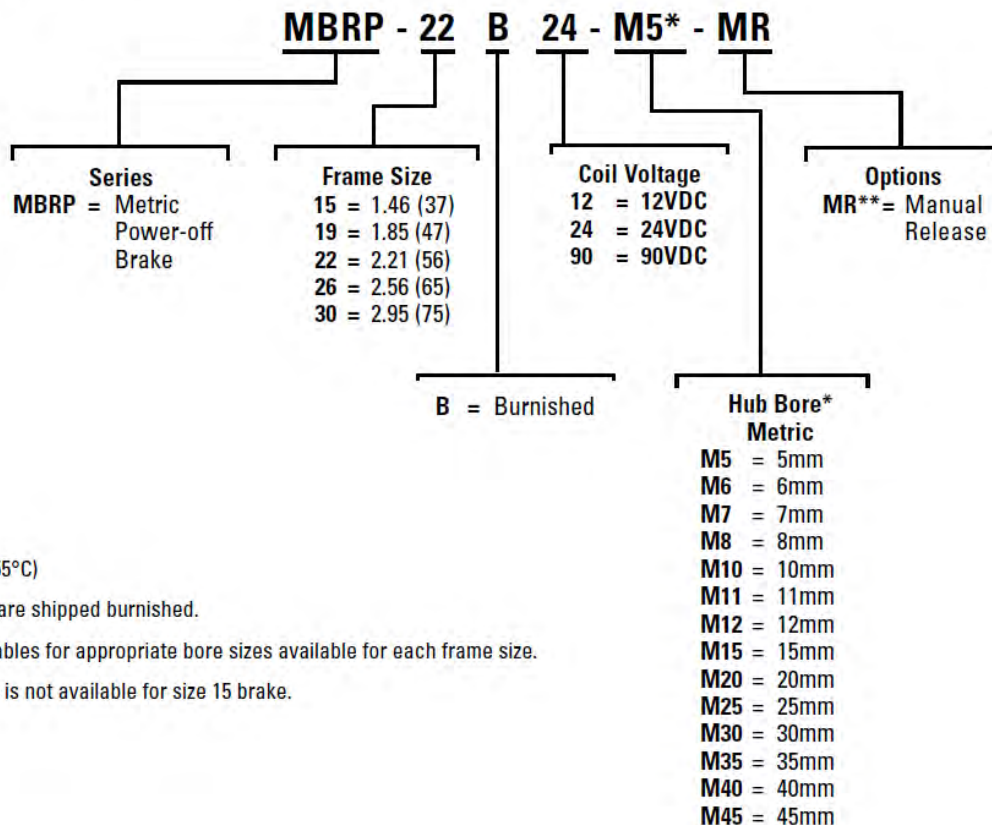 MBRP - 22 B 24 - M5* - MR
Series
MBRP = Metric
Power-off
Brake
Frame Size
15 = 1.46 (37)
19 = 1.85 (47)
22 = 2.21 (56)
26 = 2.56 (65)
30 = 2.95 (75)
Coil Voltage
12 = 12VDC
24 = 24VDC
90 = 90VDC
Options
MR** = Manual
Release
B = Burnished
Hub Bore*
Metric
M5 = 5mm
M6 = 6mm
M7 = 7mm
M8 = 8mm
M10 = 10mm
M11 = 11mm
M12 = 12mm
M15 = 15mm
M20 = 20mm
M25 = 25mm
M30 = 30mm
M35 = 35mm
M40 = 40mm
M45 = 45mm
5°C)
are shipped burnished.
for appropriate bore sizes available for each frame size.
is not available for size 15 brake.